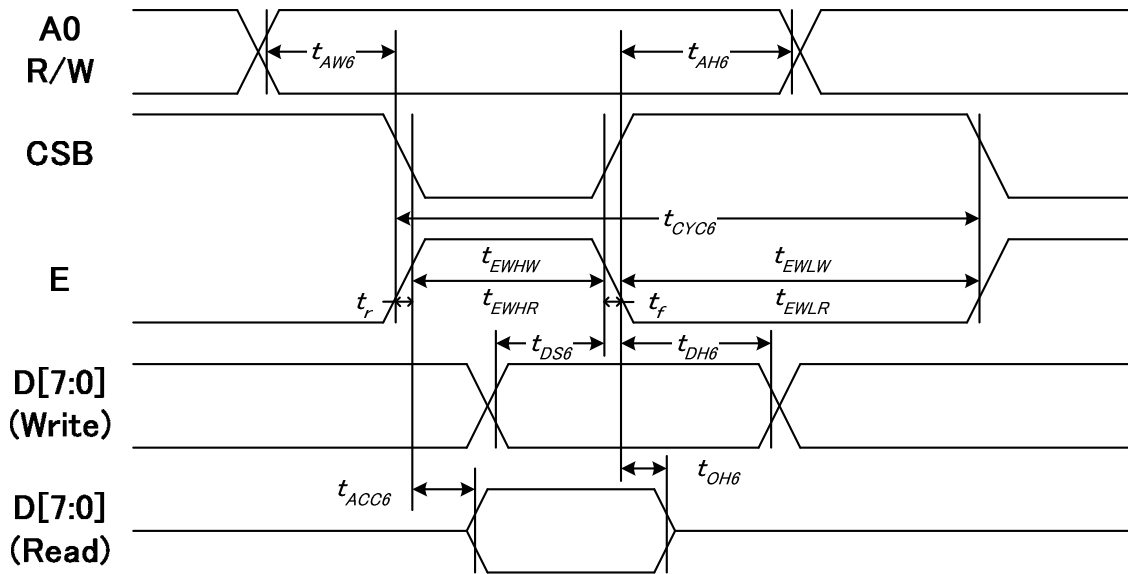 A0
R/W
t_AW6
t_AH6
CSB
t_CYC6
E
t_EWHW
t_EWLW
t_r
t_EWHR
t_f
t_EWLR
D[7:0]
(Write)
t_DS6
t_DH6
D[7:0]
(Read)
t_ACC6
t_OH6